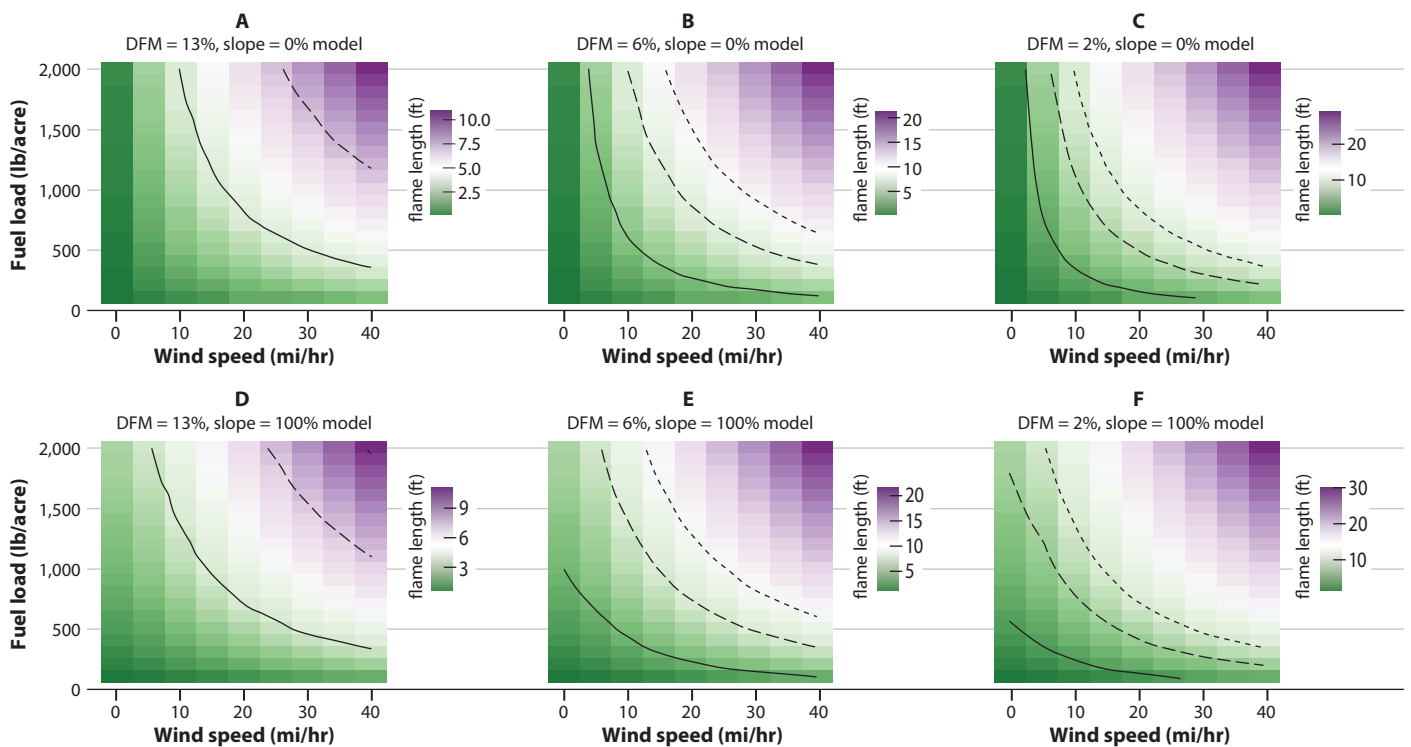 A
DFM = 13%, slope = 0% model
B
DFM = 6%, slope = 0% model
C
DFM = 2%, slope = 0% model
Fuel load (lb/acre)
2,000
1,500
1,000
500
0
flame length (ft)
10.0
7.5
5.0
2.5
flame length (ft)
20
15
10
5
flame length (ft)
20
10
0 10 20 30 40
Wind speed (mi/hr)
0 10 20 30 40
Wind speed (mi/hr)
0 10 20 30 40
Wind speed (mi/hr)
D
DFM = 13%, slope = 100% model
E
DFM = 6%, slope = 100% model
F
DFM = 2%, slope = 100% model
Fuel load (lb/acre)
2,000
1,500
1,000
500
0
flame length (ft)
9
6
3
flame length (ft)
20
15
10
5
flame length (ft)
30
20
10
0 10 20 30 40
Wind speed (mi/hr)
0 10 20 30 40
Wind speed (mi/hr)
0 10 20 30 40
Wind speed (mi/hr)